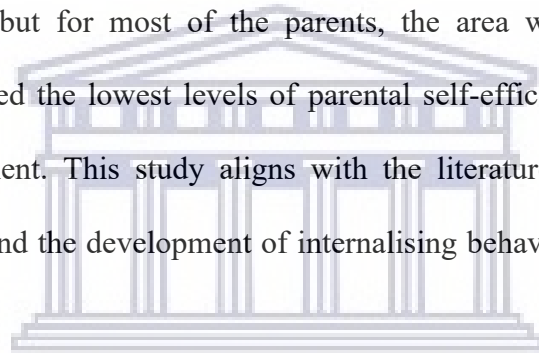 but for most of the parents, the area w
ed the lowest levels of parental self-effic
ent. This study aligns with the literatur
nd the development of internalising behav